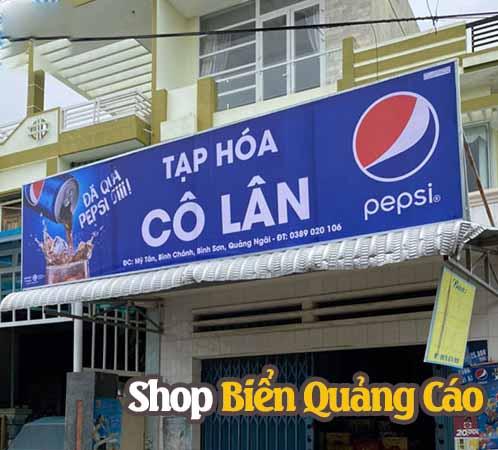 ĐÃ QUÁ
PEPSI ƠIII!
TẠP HÓA
CÔ LÂN
ĐC: Mỹ Tân, Bình Chánh, Bình Sơn, Quảng Ngãi - ĐT: 0389 020 106
pepsi®
Shop Biển Quảng Cáo